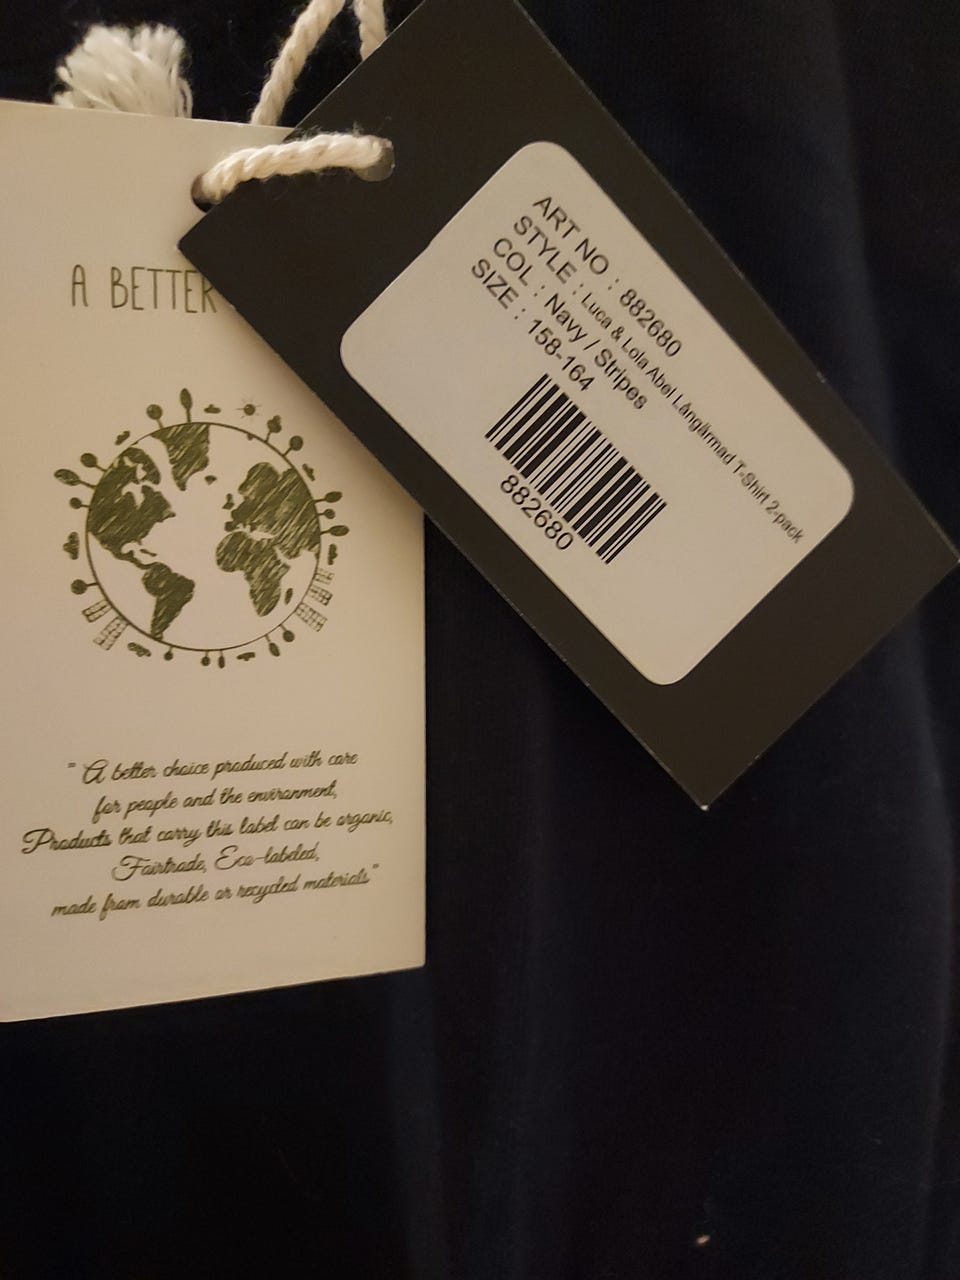 A BETTER
" A better choice produced with care
for people and the environment,
Products that carry this label can be organic,
Fairtrade, Eco-labeled,
made from durable or recycled materials"
ART NO : 882680
STYLE : Luca & Lola Abel Långärmad T-Shirt 2-pack
COL : Navy / Stripes
SIZE : 158-164
882680